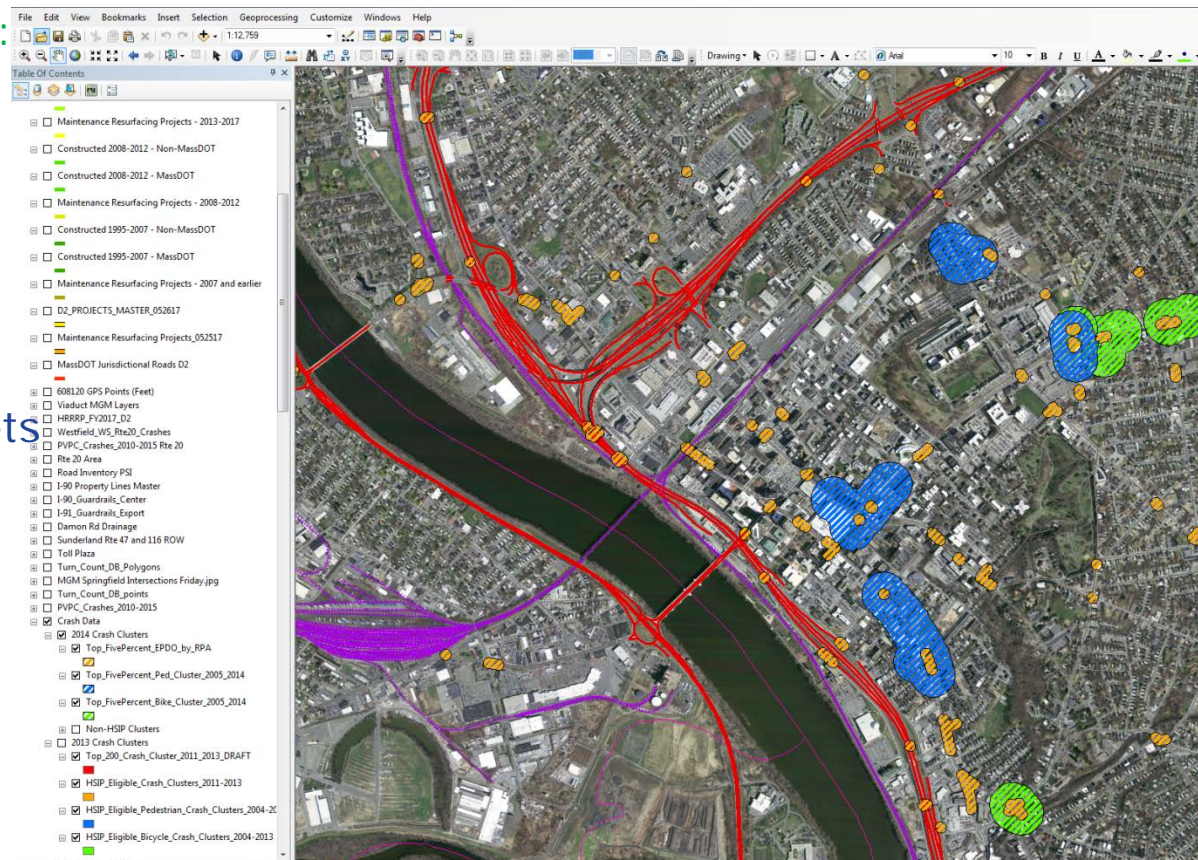 File Edit View Bookmarks Insert Selection Geoprocessing Customize Windows Help
:
1:12,759
Drawing A Arial 10 B I U A
Table Of Contents
Maintenance Resurfacing Projects - 2013-2017
Constructed 2008-2012 - Non-MassDOT
Constructed 2008-2012 - MassDOT
Maintenance Resurfacing Projects - 2008-2012
Constructed 1995-2007 - Non-MassDOT
Constructed 1995-2007 - MassDOT
Maintenance Resurfacing Projects - 2007 and earlier
D2_PROJECTS_MASTER_052617
Maintenance Resurfacing Projects_052517
MassDOT Jurisdictional Roads D2
608120 GPS Points (Feet)
Viaduct MGM Layers
HRRRP_FY2017_D2
ts
Westfield_WS_Rte20_Crashes
PVPC_Crashes_2010-2015 Rte 20
Rte 20 Area
Road Inventory PSI
I-90 Property Lines Master
I-90_Guardrails_Center
I-91_Guardrails_Export
Damon Rd Drainage
Sunderland Rte 47 and 116 ROW
Toll Plaza
Turn_Count_DB_Polygons
MGM Springfield Intersections Friday.jpg
Turn_Count_DB_points
PVPC_Crashes_2010-2015
Crash Data
2014 Crash Clusters
Top_FivePercent_EPDO_by_RPA
Top_FivePercent_Ped_Cluster_2005_2014
Top_FivePercent_Bike_Cluster_2005_2014
Non-HSIP Clusters
2013 Crash Clusters
Top_200_Crash_Cluster_2011_2013_DRAFT
HSIP_Eligible_Crash_Clusters_2011-2013
HSIP_Eligible_Pedestrian_Crash_Clusters_2004-20
HSIP_Eligible_Bicycle_Crash_Clusters_2004-2013